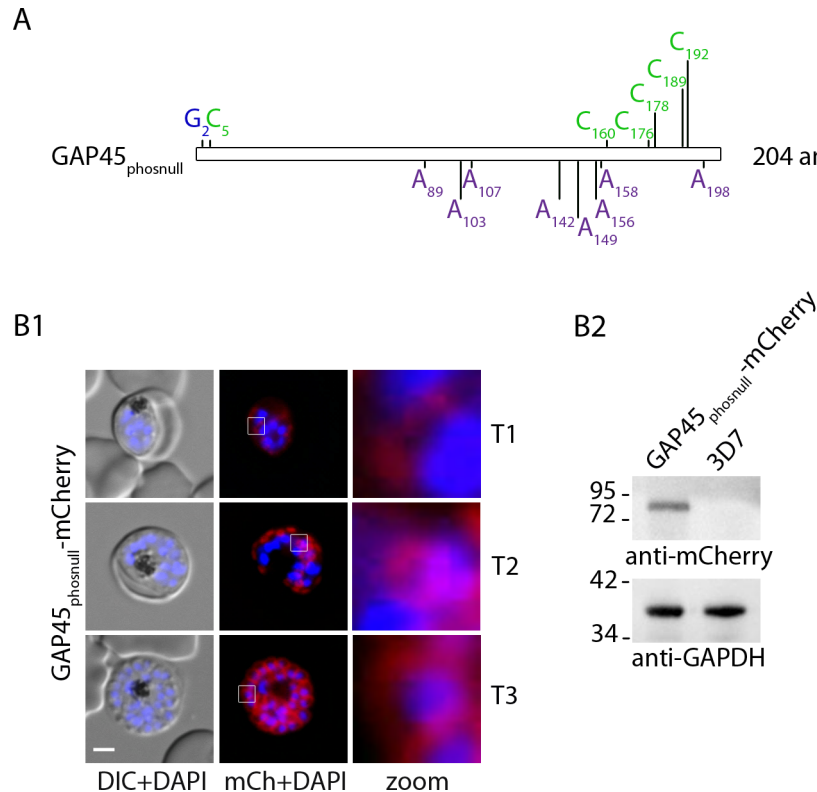 A
C192
C189
C178
G2 C5
C160 C176
GAP45phosnull
204 ar
A89 A107 A158 A198
A103 A142 A156
A149
B1
B2
GAP45phosnull-mCherry
T1
T2
T3
DIC+DAPI mCh+DAPI zoom
GAP45phosnull-mCherry
3D7
95 -
72 -
anti-mCherry
42 -
34 -
anti-GAPDH